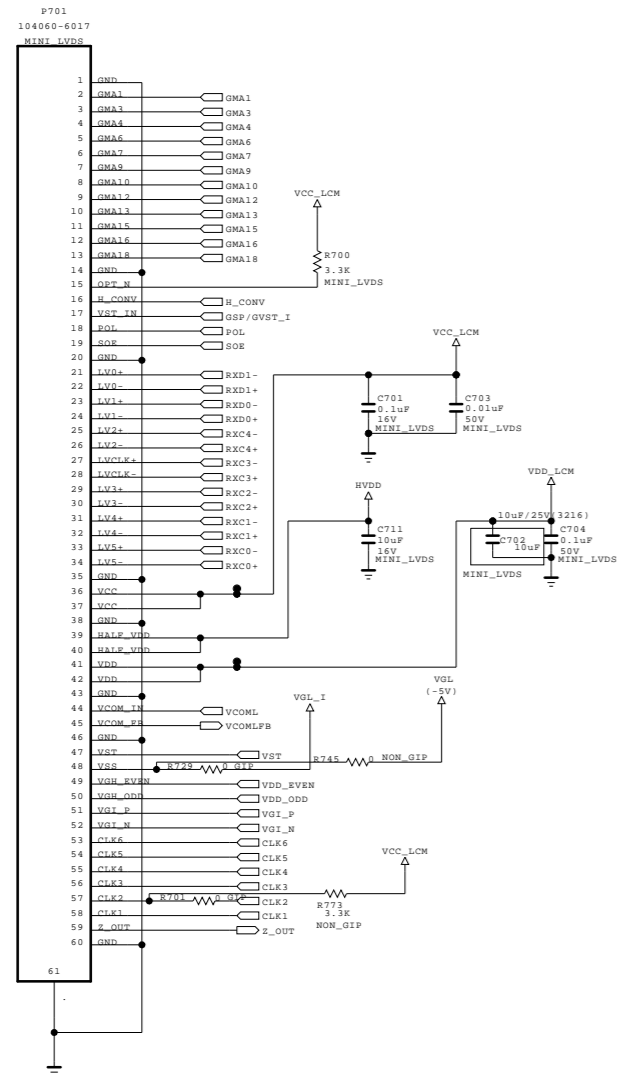 P701
104060-6017
MINI_LVDS
1 GND
2 GMA1 GMA1
3 GMA3 GMA3
4 GMA4 GMA4
5 GMA6 GMA6
6 GMA7 GMA7
7 GMA9 GMA9
8 GMA10 GMA10
9 GMA12 GMA12
10 GMA13 GMA13
11 GMA15 GMA15
12 GMA16 GMA16
13 GMA18 GMA18
14 GND
15 OPT_N
VCC_LCM
R700
3.3K
MINI_LVDS
16 H_CONV H_CONV
17 VST_IN GSP/GVST_I
18 POL POL
19 SOE SOE
20 GND
21 LV0+ RXD1-
22 LV0- RXD1+
23 LV1+ RXD0-
24 LV1- RXD0+
25 LV2+ RXC4-
26 LV2- RXC4+
27 LVCLK+ RXC3-
28 LVCLK- RXC3+
29 LV3+ RXC2-
30 LV3- RXC2+
31 LV4+ RXC1-
32 LV4- RXC1+
33 LV5+ RXC0-
34 LV5- RXC0+
35 GND
36 VCC
37 VCC
38 GND
39 HALF_VDD
40 HALF_VDD
41 VDD
42 VDD
43 GND
VCC_LCM
C701
0.1uF
16V
MINI_LVDS
C703
0.01uF
50V
MINI_LVDS
HVDD
C711
10uF
16V
MINI_LVDS
VDD_LCM
10uF/25V(3216)
C702
10uF
MINI_LVDS
C704
0.1uF
50V
MINI_LVDS
44 VCOM_IN VCOML
45 VCOM_FB VCOMLFB
46 GND
VGL_I
VGL
(-5V)
47 VST VST
48 VSS R729 0 GIP R745 0 NON_GIP
49 VGH_EVEN VDD_EVEN
50 VGH_ODD VDD_ODD
51 VGI_P VGI_P
52 VGI_N VGI_N
53 CLK6 CLK6
54 CLK5 CLK5
55 CLK4 CLK4
56 CLK3 CLK3
57 CLK2 R701 0 GIP CLK2
VCC_LCM
R773
3.3K
NON_GIP
58 CLK1 CLK1
59 Z_OUT Z_OUT
60 GND
61
.